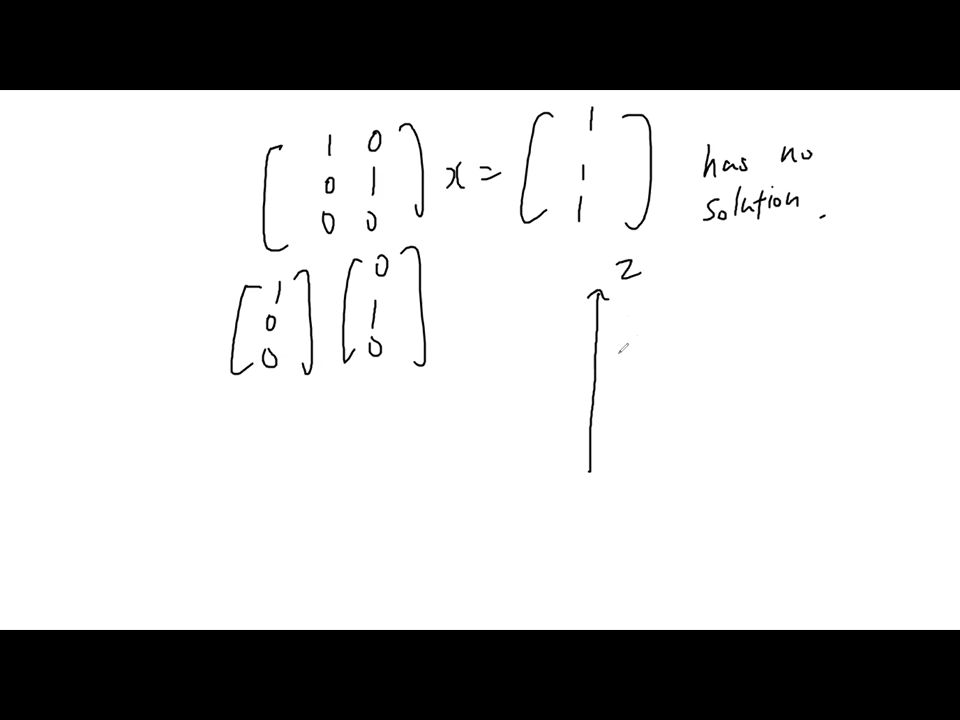 [1 0
0 1
0 0] x = [1
1
1] has no
solution.
[1
0
0] [0
1
0]
z